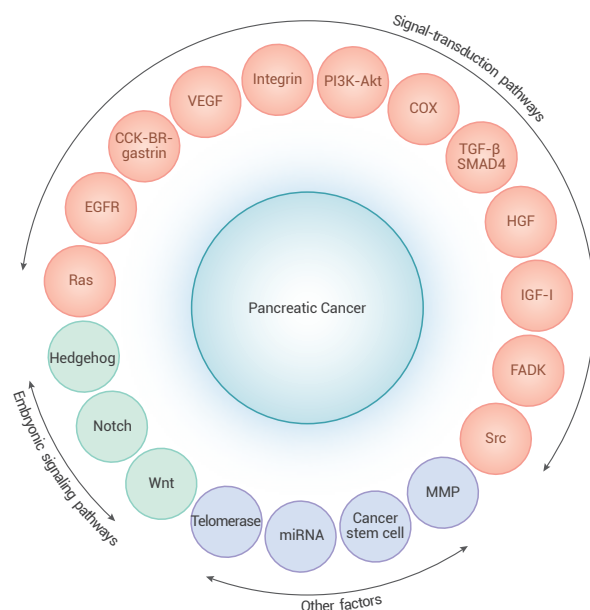 Signal-transduction pathways
Integrin
PI3K-Akt
VEGF
COX
CCK-BR-
gastrin
TGF-β
SMAD4
EGFR
HGF
Ras
IGF-I
Pancreatic Cancer
Hedgehog
FADK
Notch
Src
Wnt
MMP
Telomerase
miRNA
Cancer
stem cell
Embryonic signaling pathways
Other factors